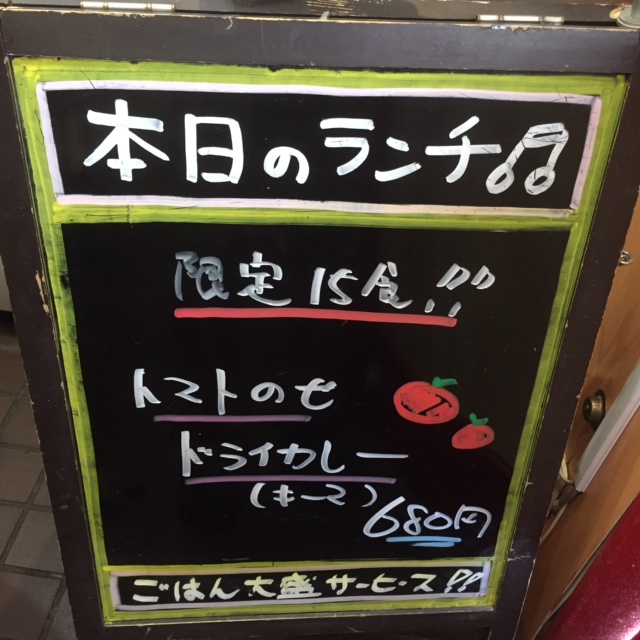 本日のランチ♫
限定15食!!
トマトのせ
ドライカレー
(キーマ)
680円
ごはん大盛サービス!!